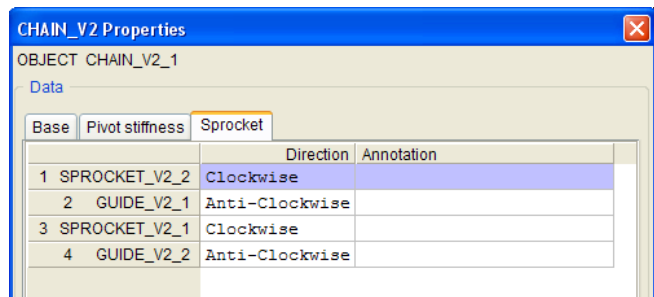 CHAIN_V2 Properties
OBJECT CHAIN_V2_1
Data
Base Pivot stiffness Sprocket
Direction Annotation
1 SPROCKET_V2_2 Clockwise
2 GUIDE_V2_1 Anti-Clockwise
3 SPROCKET_V2_1 Clockwise
4 GUIDE_V2_2 Anti-Clockwise